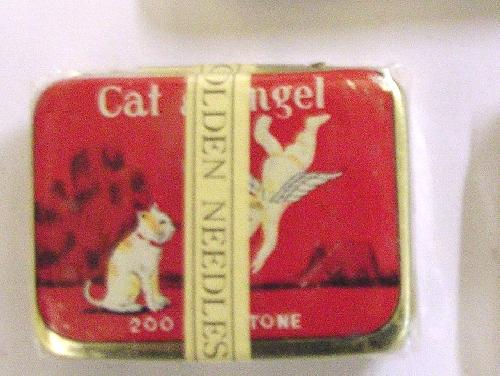 Cat & ngel
OLDEN NEEDLES
200 TONE